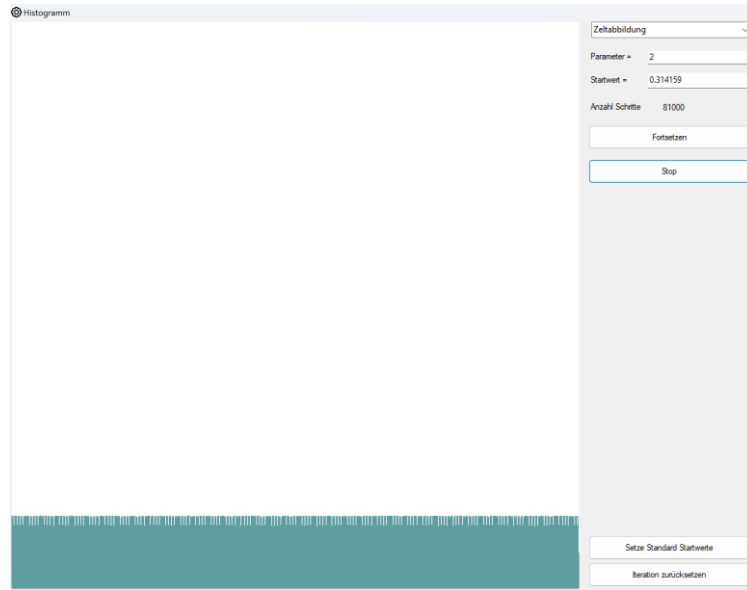 Histogramm
Zeltabbildung
Parameter = 2
Startwert = 0.314159
Anzahl Schritte 81000
Fortsetzen
Stop
Setze Standard Startwerte
Iteration zurücksetzen